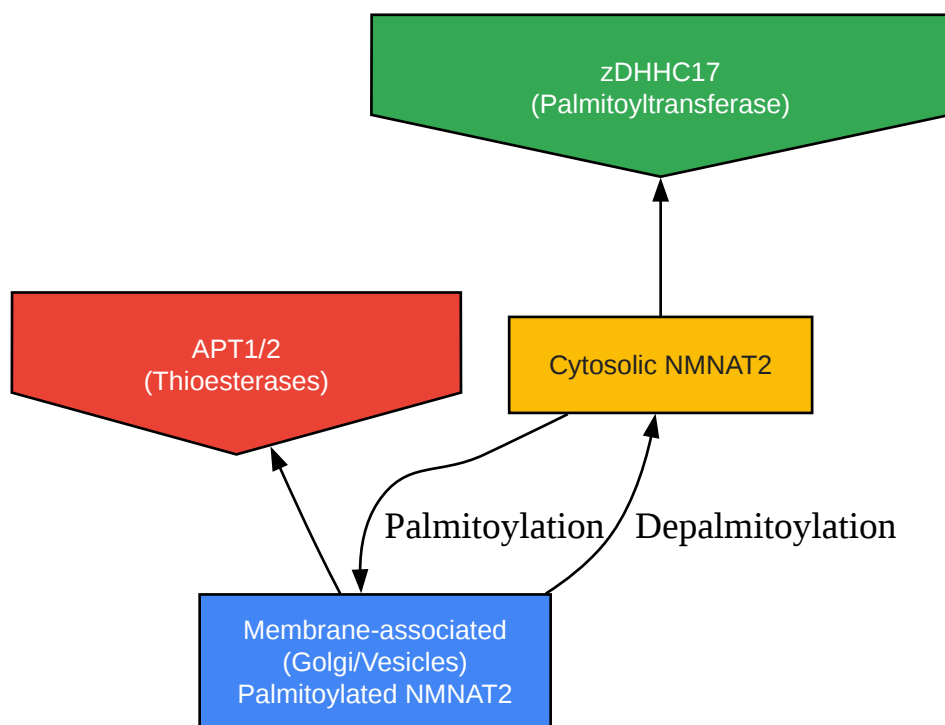 zDHHC17
(Palmitoyltransferase)
APT1/2
(Thioesterases)
Cytosolic NMNAT2
Palmitoylation
Depalmitoylation
Membrane-associated
(Golgi/Vesicles)
Palmitoylated NMNAT2